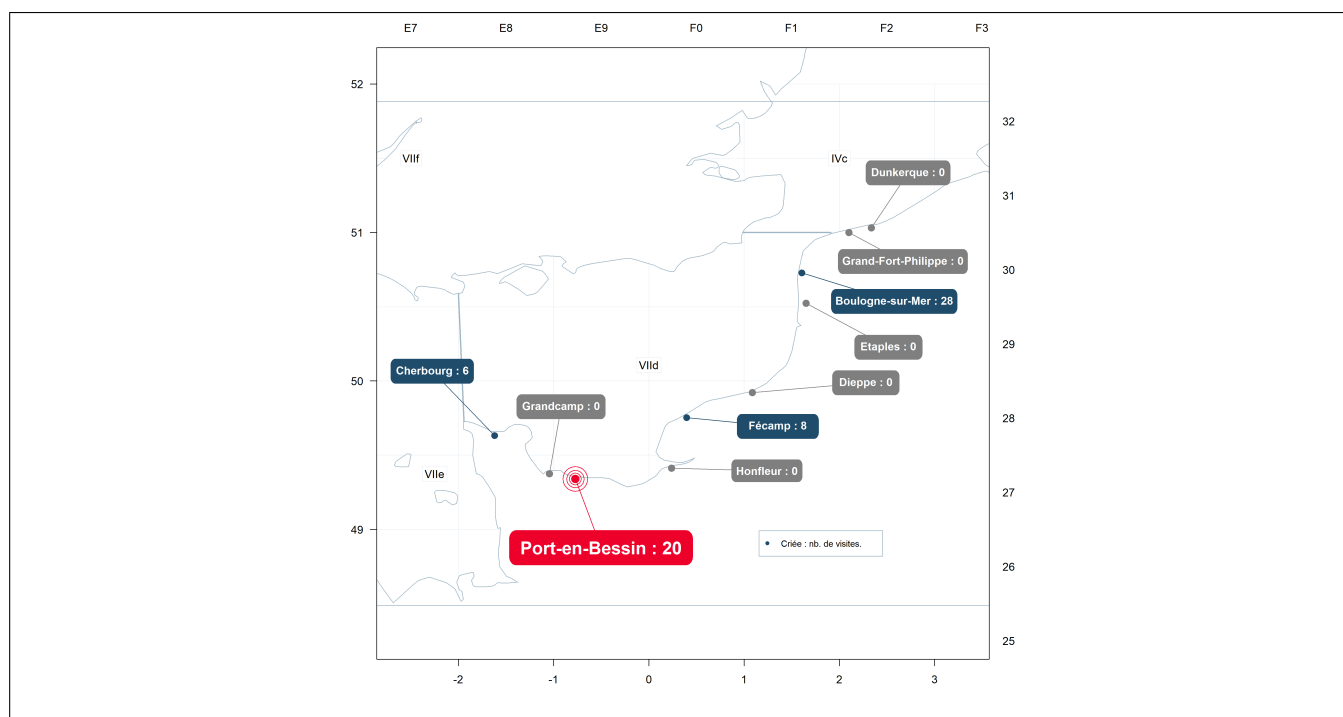 E7 E8 E9 F0 F1 F2 F3
52
32
VIIf
IVc
Dunkerque : 0
31
51
Grand-Fort-Philippe : 0
30
Boulogne-sur-Mer : 28
29
Etaples : 0
VIId
Cherbourg : 6
50
Dieppe : 0
Grandcamp : 0
28
Fécamp : 8
VIIe
Honfleur : 0
27
49
Port-en-Bessin : 20
Criée : nb. de visites.
26
25
-2 -1 0 1 2 3